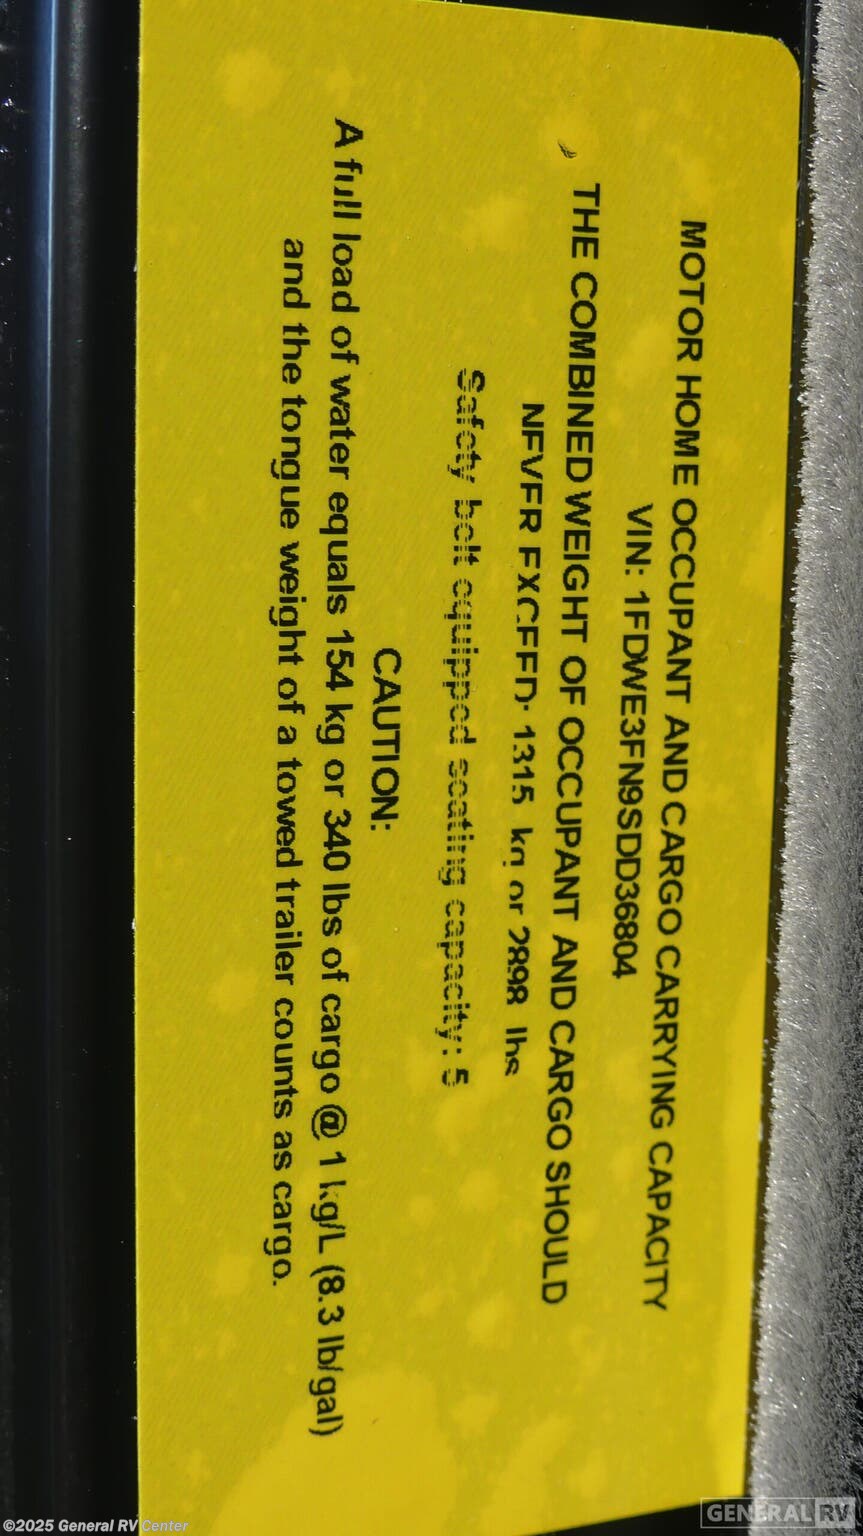 MOTOR HOME OCCUPANT AND CARGO CARRYING CAPACITY
VIN: 1FDWE3FN9SDD36804
THE COMBINED WEIGHT OF OCCUPANT AND CARGO SHOULD
NEVER EXCEED: 1315 kg or 2898 lbs
Safety belt equipped seating capacity: 5
CAUTION:
A full load of water equals 154 kg or 340 lbs of cargo @ 1 kg/L (8.3 lb/gal)
and the tongue weight of a towed trailer counts as cargo.
©2025 General RV Center
GENERAL RV